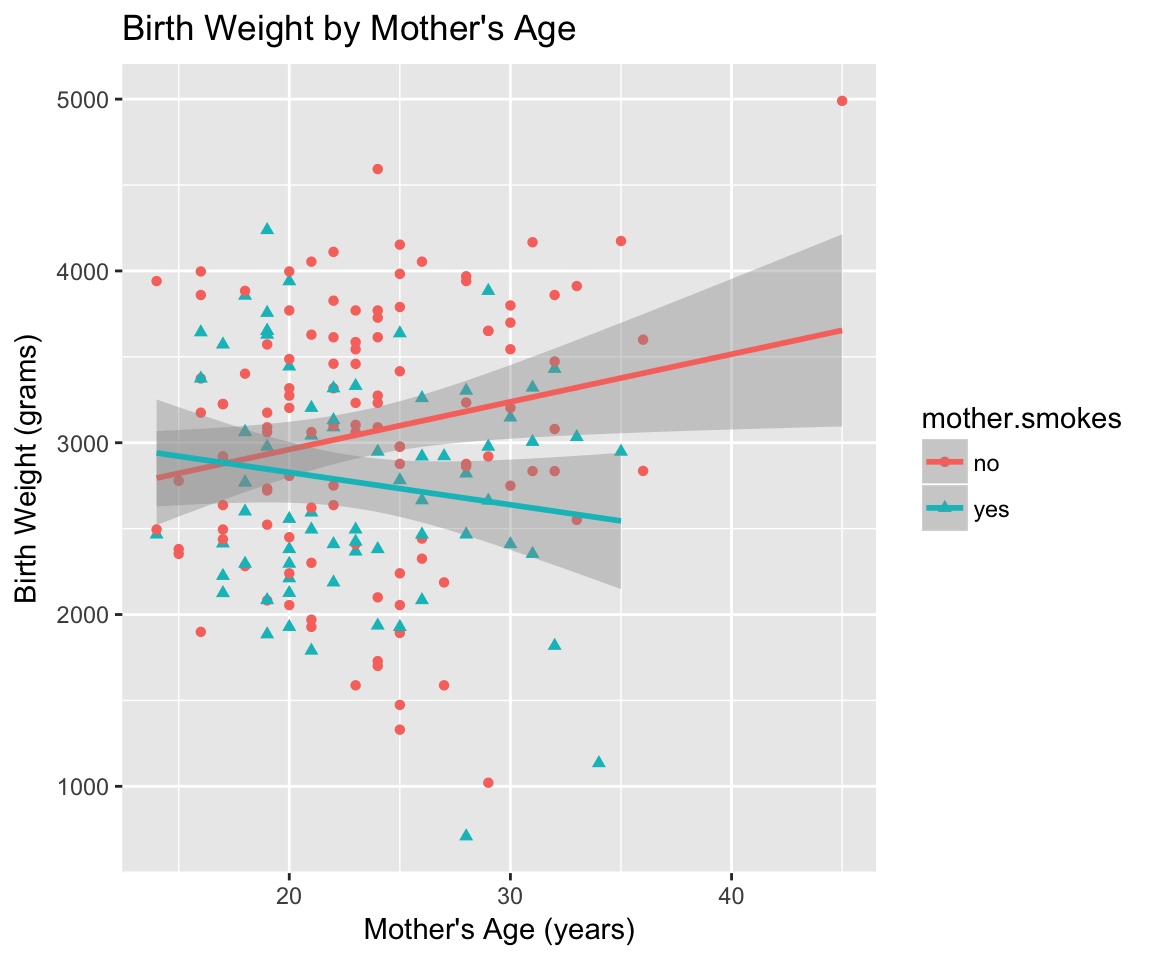 Birth Weight by Mother's Age
5000
4000
3000
2000
1000
Birth Weight (grams)
20 30 40
Mother's Age (years)
mother.smokes
no
yes